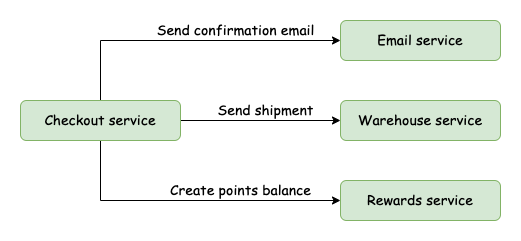 Send confirmation email
Email service
Checkout service
Send shipment
Warehouse service
Create points balance
Rewards service